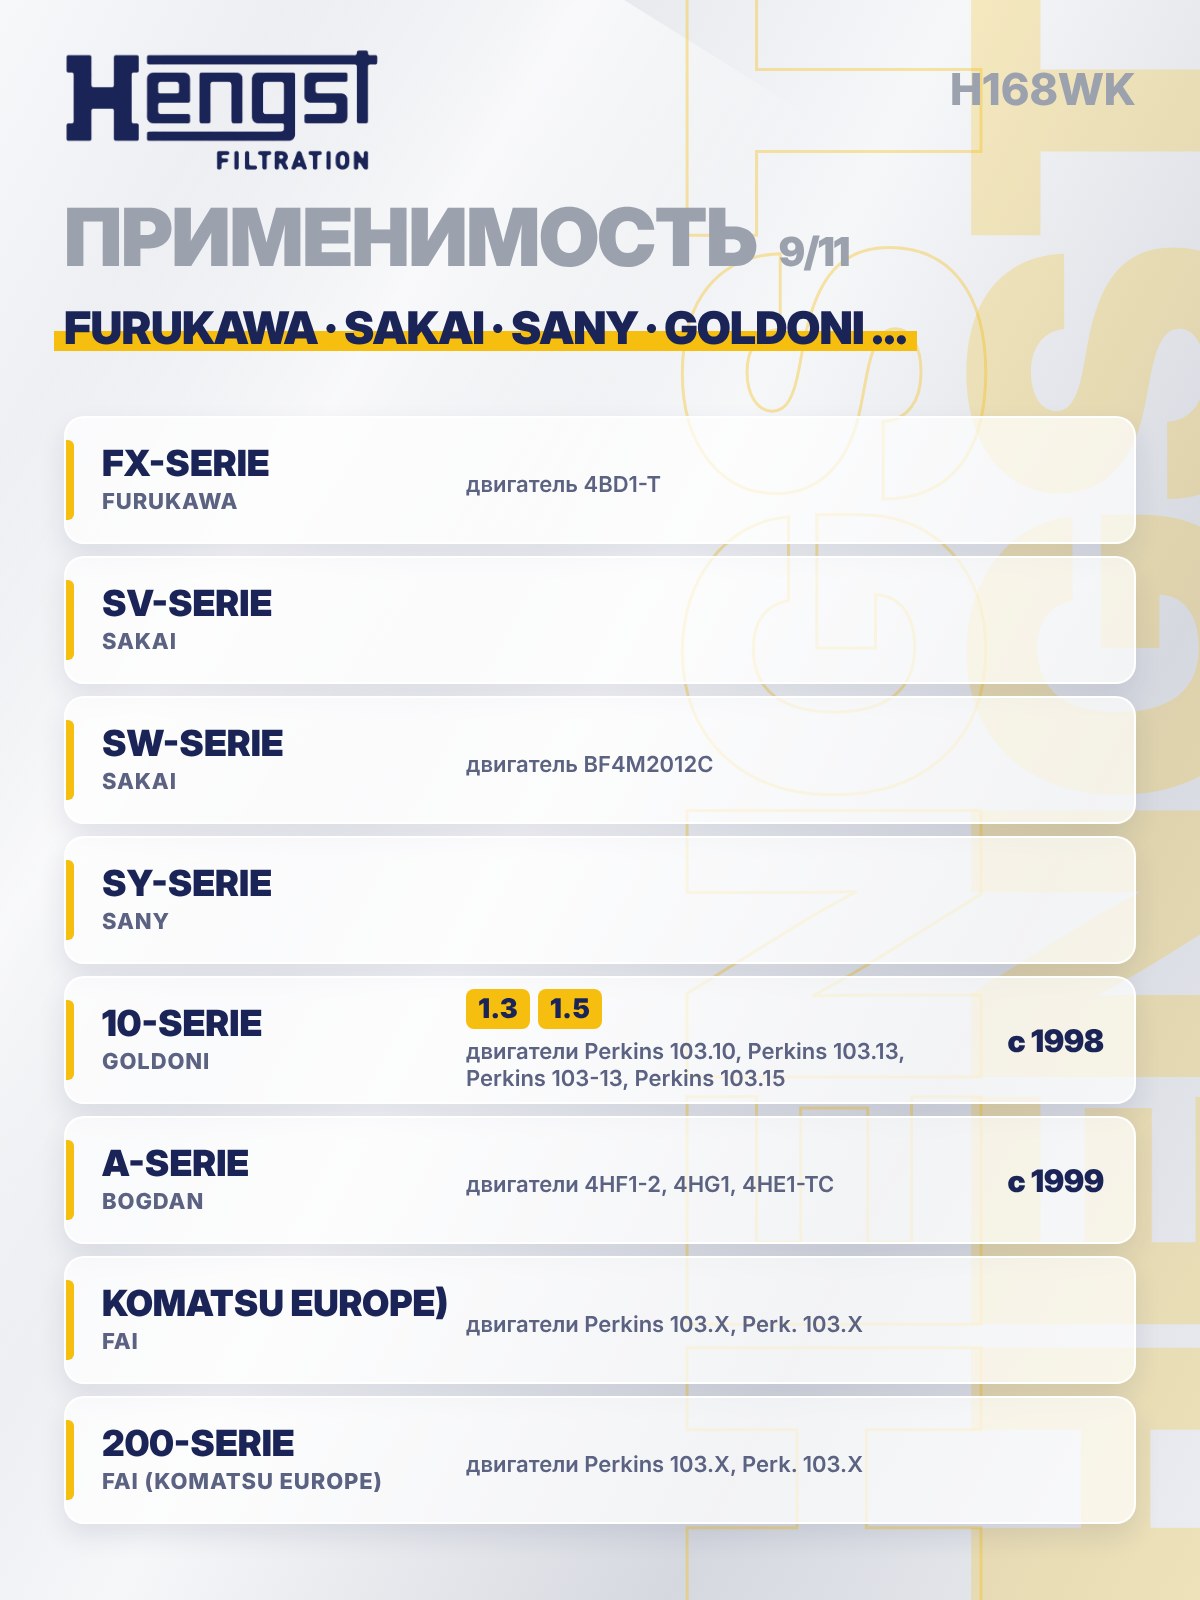 Hengst
FILTRATION
H168WK
ПРИМЕНИМОСТЬ 9/11
FURUKAWA · SAKAI · SANY · GOLDONI ...
FX-SERIE
FURUKAWA
двигатель 4BD1-T
SV-SERIE
SAKAI
SW-SERIE
SAKAI
двигатель BF4M2012C
SY-SERIE
SANY
10-SERIE
GOLDONI
1.3 1.5
двигатели Perkins 103.10, Perkins 103.13,
Perkins 103-13, Perkins 103.15
с 1998
A-SERIE
BOGDAN
двигатели 4HF1-2, 4HG1, 4HE1-TC
с 1999
KOMATSU EUROPE)
FAI
двигатели Perkins 103.X, Perk. 103.X
200-SERIE
FAI (KOMATSU EUROPE)
двигатели Perkins 103.X, Perk. 103.X
HENGST
HENGST